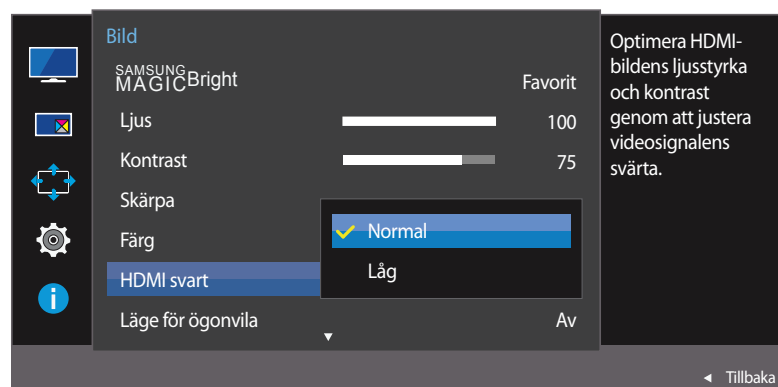 Bild
SAMSUNG
MAGICBright Favorit
Ljus 100
Kontrast 75
Skärpa
Färg
HDMI svart
Läge för ögonvila Av
Normal
Låg
Optimera HDMI-
bildens ljusstyrka
och kontrast
genom att justera
videosignalens
svärta.
Tillbaka